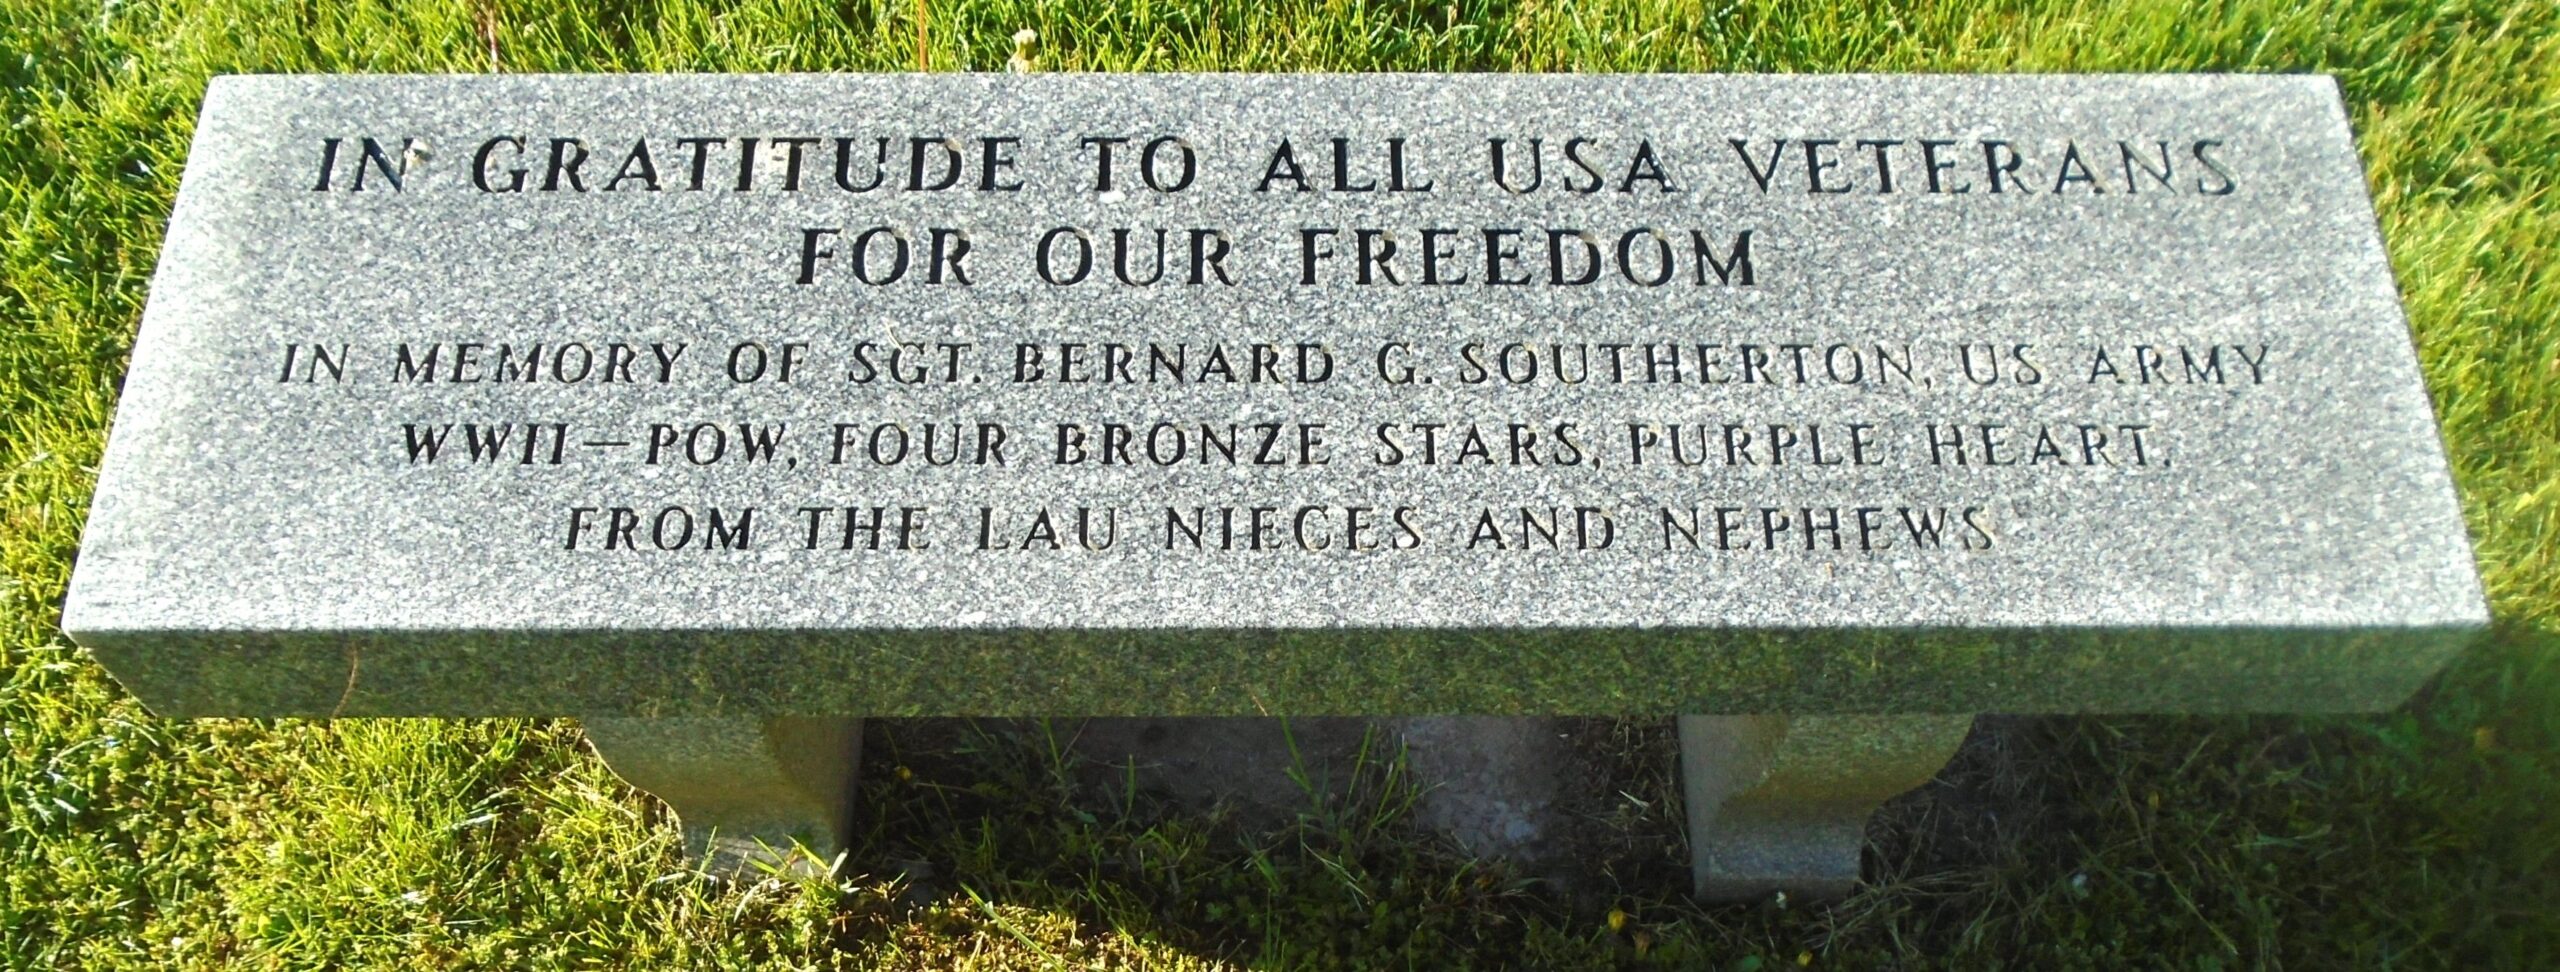 IN GRATITUDE TO ALL USA VETERANS
FOR OUR FREEDOM
IN MEMORY OF SGT. BERNARD G. SOUTHERTON, US ARMY
WWII—POW, FOUR BRONZE STARS, PURPLE HEART.
FROM THE LAU NIECES AND NEPHEWS